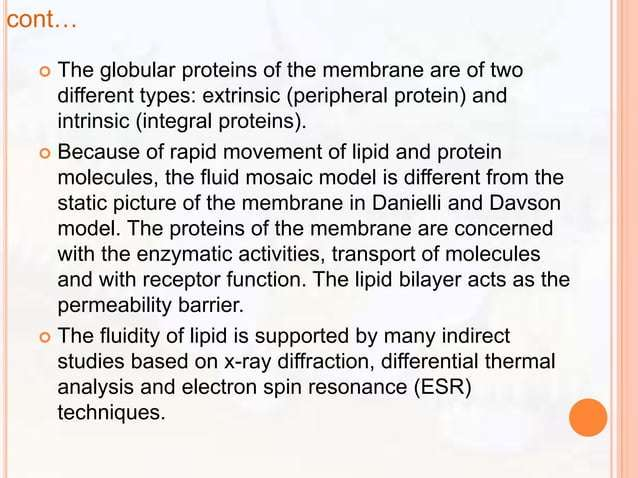 cont…
The globular proteins of the membrane are of two
different types: extrinsic (peripheral protein) and
intrinsic (integral proteins).
Because of rapid movement of lipid and protein
molecules, the fluid mosaic model is different from the
static picture of the membrane in Danielli and Davson
model. The proteins of the membrane are concerned
with the enzymatic activities, transport of molecules
and with receptor function. The lipid bilayer acts as the
permeability barrier.
The fluidity of lipid is supported by many indirect
studies based on x-ray diffraction, differential thermal
analysis and electron spin resonance (ESR)
techniques.